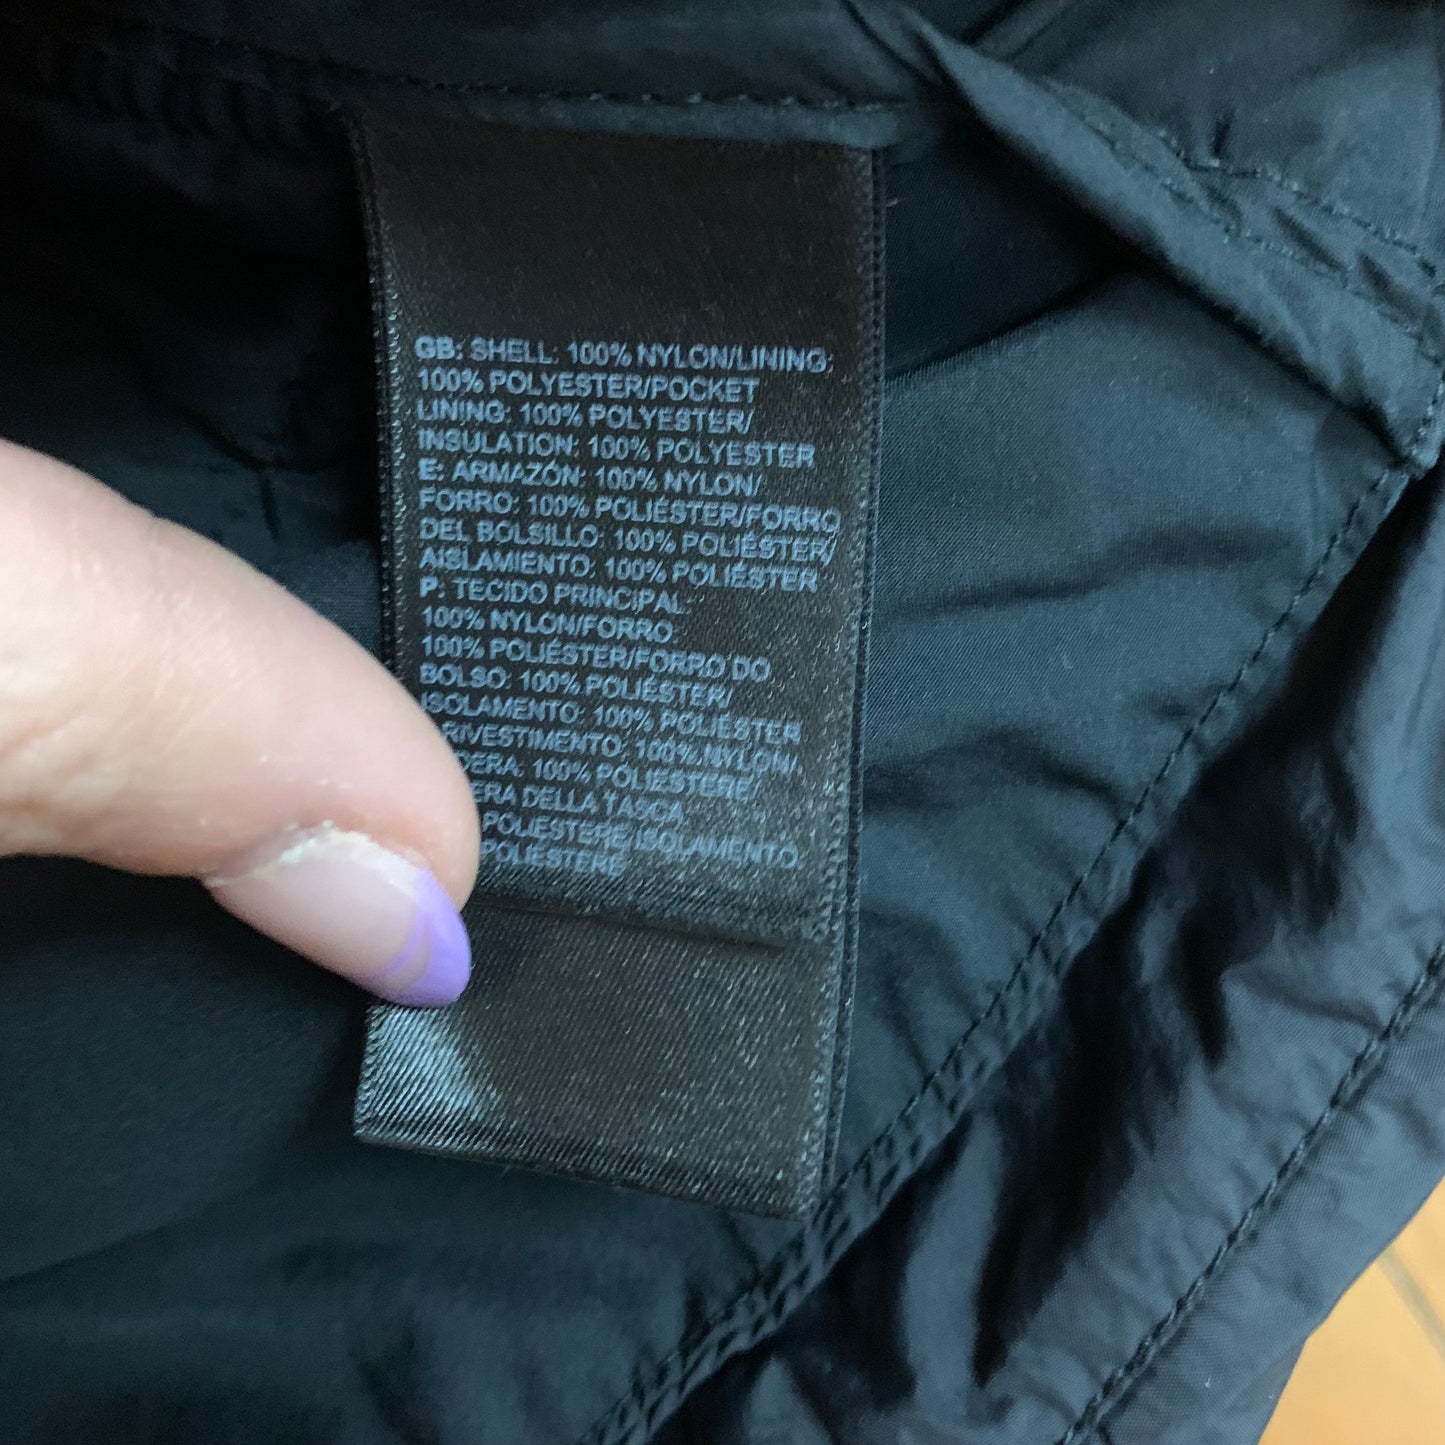 GB: SHELL: 100% NYLON/LINING:
100% POLYESTER/POCKET
LINING: 100% POLYESTER/
INSULATION: 100% POLYESTER
E: ARMAZÓN: 100% NYLON/
FORRO: 100% POLIÉSTER/FORRO
DEL BOLSILLO: 100% POLIÉSTER/
AISLAMIENTO: 100% POLIÉSTER
P: TECIDO PRINCIPAL:
100% NYLON/FORRO:
100% POLIÉSTER/FORRO DO
BOLSO: 100% POLIÉSTER/
ISOLAMENTO: 100% POLIÉSTER
RIVESTIMENTO: 100% NYLON/
DERA: 100% POLIESTERE/
ERA DELLA TASCA
POLIESTERE ISOLAMENTO
POLIESTERE